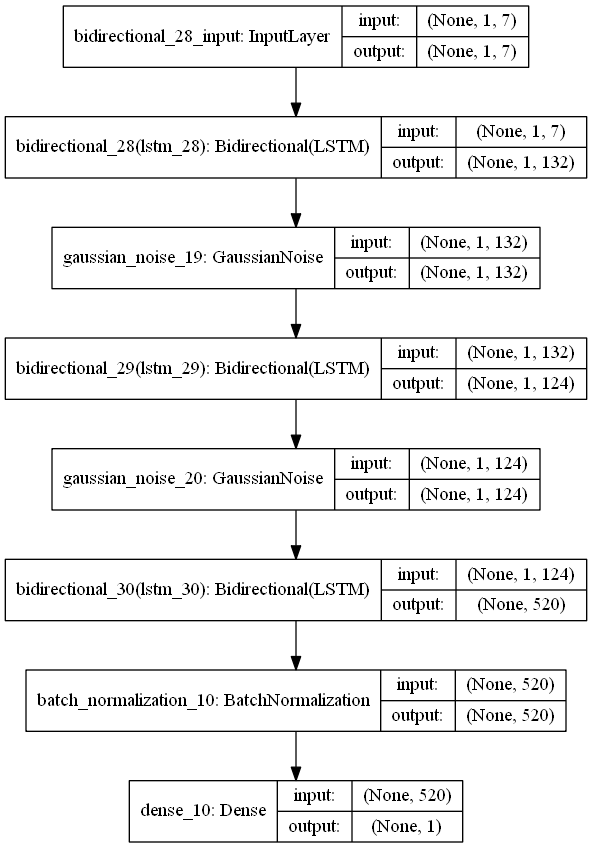 bidirectional_28_input: InputLayer
input: (None, 1, 7)
output: (None, 1, 7)
bidirectional_28(lstm_28): Bidirectional(LSTM)
input: (None, 1, 7)
output: (None, 1, 132)
gaussian_noise_19: GaussianNoise
input: (None, 1, 132)
output: (None, 1, 132)
bidirectional_29(lstm_29): Bidirectional(LSTM)
input: (None, 1, 132)
output: (None, 1, 124)
gaussian_noise_20: GaussianNoise
input: (None, 1, 124)
output: (None, 1, 124)
bidirectional_30(lstm_30): Bidirectional(LSTM)
input: (None, 1, 124)
output: (None, 520)
batch_normalization_10: BatchNormalization
input: (None, 520)
output: (None, 520)
dense_10: Dense
input: (None, 520)
output: (None, 1)